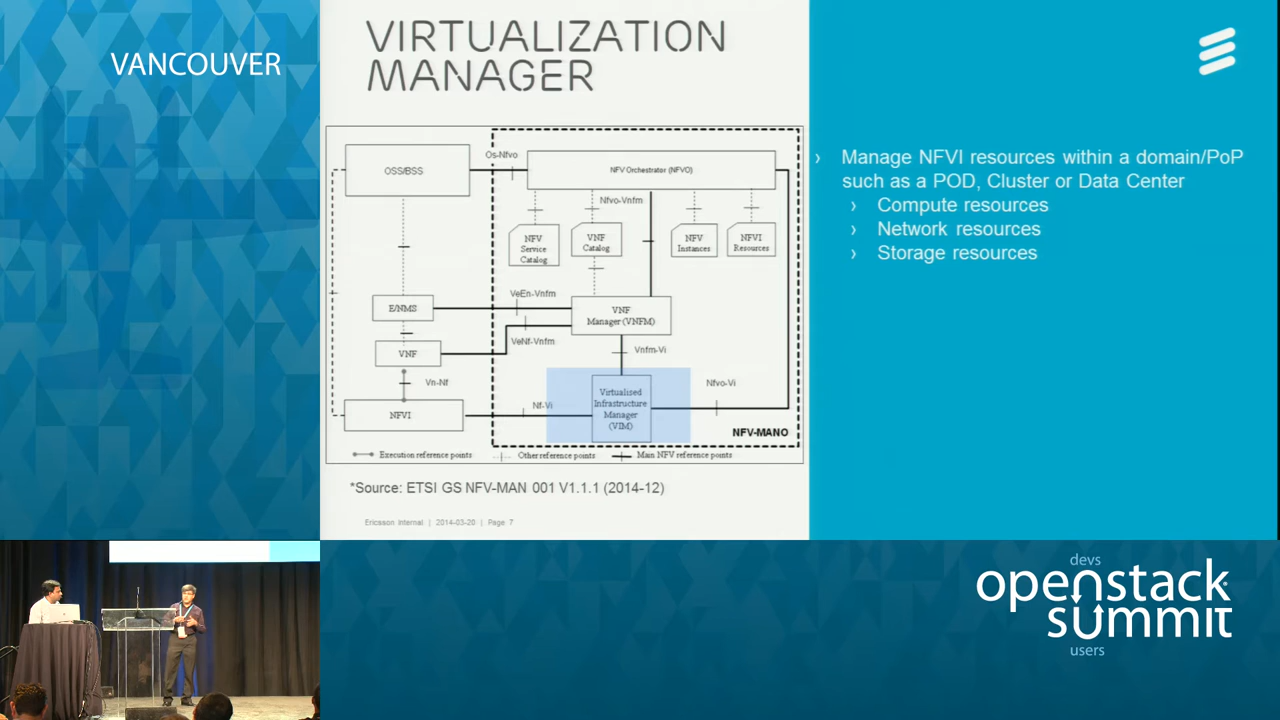 VANCOUVER
VIRTUALIZATION
MANAGER
OSS/BSS
Os-Nfvo
NFV Orchestrator (NFVO)
Nfvo-Vnfm
NFV
Service
Catalog
VNF
Catalog
NFV
Instances
NFVI
Resources
E/NMS
VeEn-Vnfm
VNF
Manager (VNFM)
VNF
VeNf-Vnfm
Vnfm-Vi
Vn-Nf
NFVI
Nf-Vi
Virtualised
Infrastructure
Manager
(VIM)
Nfvo-Vi
NFV-MANO
Execution reference points
Other reference points
Main NFV reference points
*Source: ETSI GS NFV-MAN 001 V1.1.1 (2014-12)
Ericsson Internal | 2014-03-20 | Page 7
› Manage NFVI resources within a domain/PoP
such as a POD, Cluster or Data Center
› Compute resources
› Network resources
› Storage resources
devs
openstack
summit
users